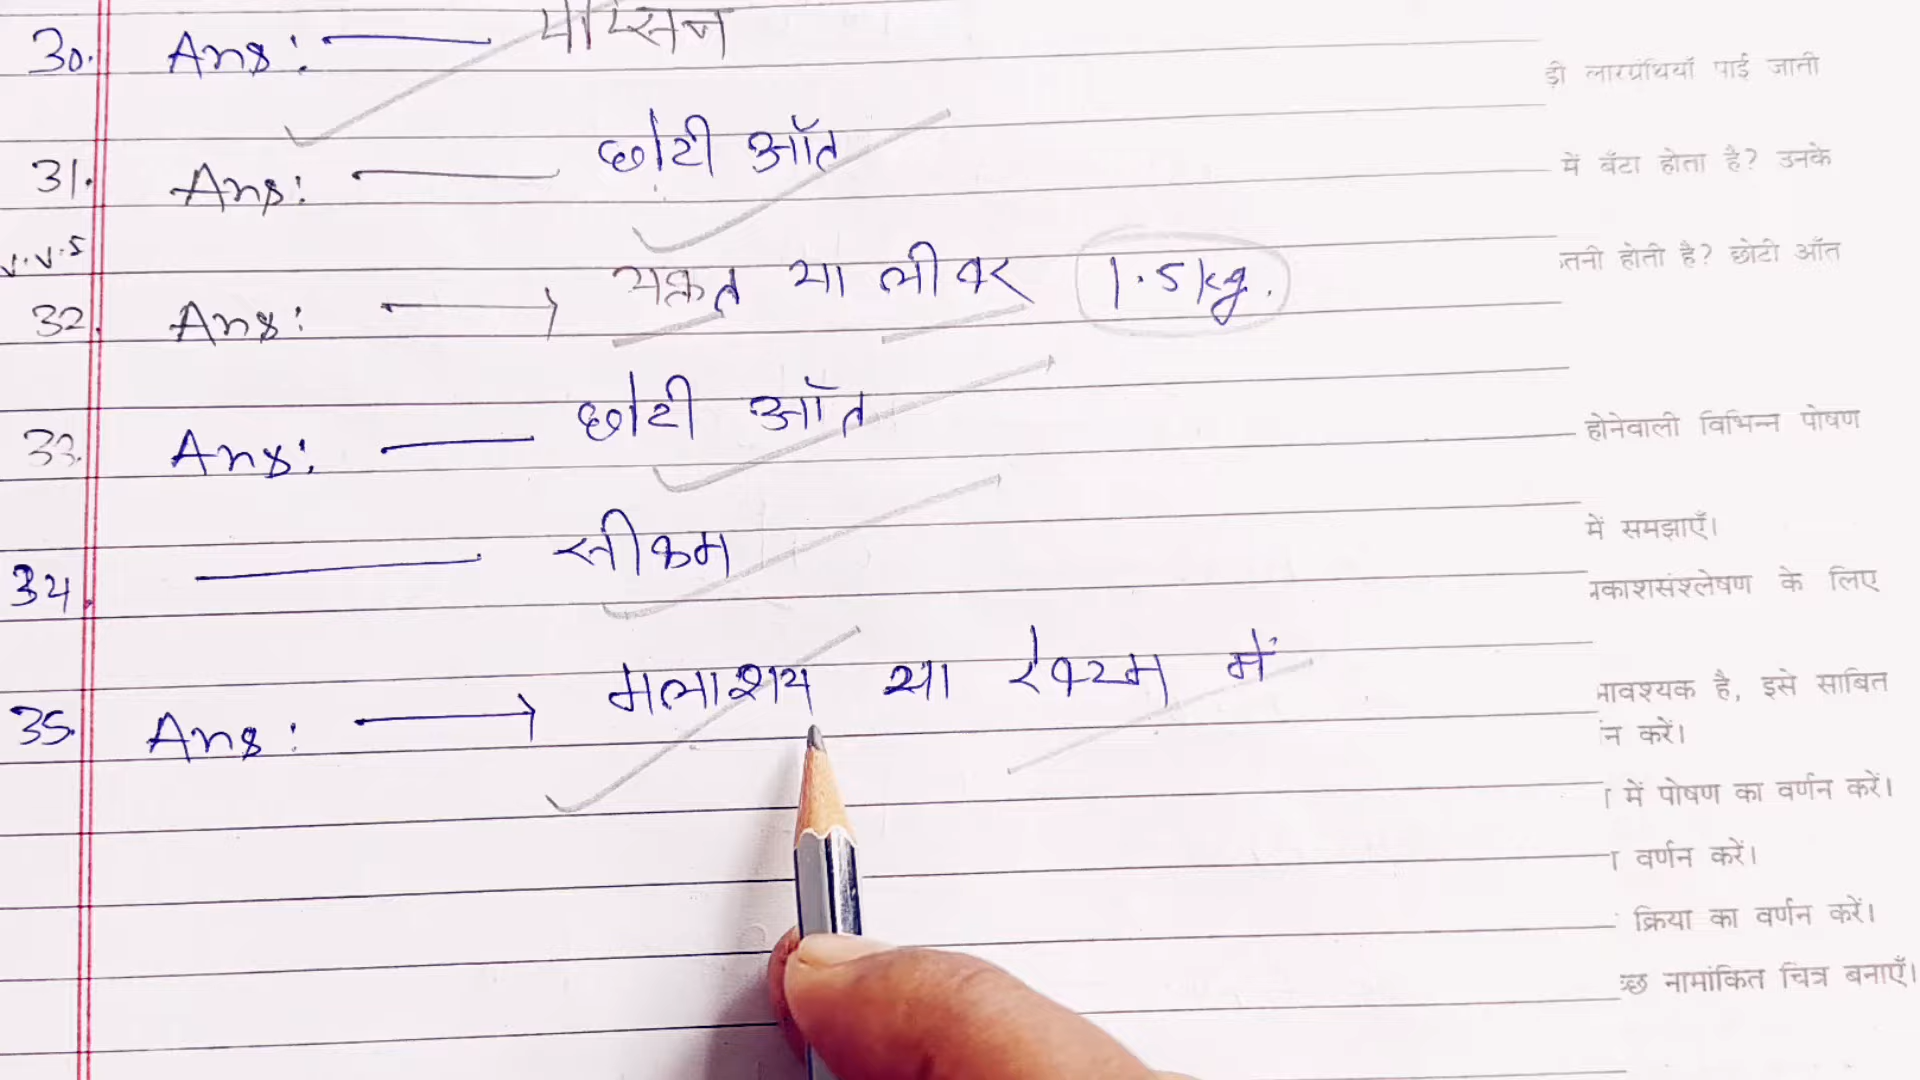 30. Ans: — पेप्सिन
ड़ी लारग्रंथियाँ पाई जाती
31. Ans: — छोटी आँत
में बँटा होता है? उनके
v.v.s
तनी होती है? छोटी आँत
32. Ans: → यकृत या लीवर 1.5kg.
33. Ans: — छोटी आँत
होनेवाली विभिन्न पोषण
34. — सीकम
में समझाएँ।
प्रकाशसंश्लेषण के लिए
35. Ans: → मलाशय या रेक्टम में
आवश्यक है, इसे साबित
न करें।
में पोषण का वर्णन करें।
वर्णन करें।
क्रिया का वर्णन करें।
नामांकित चित्र बनाएँ।